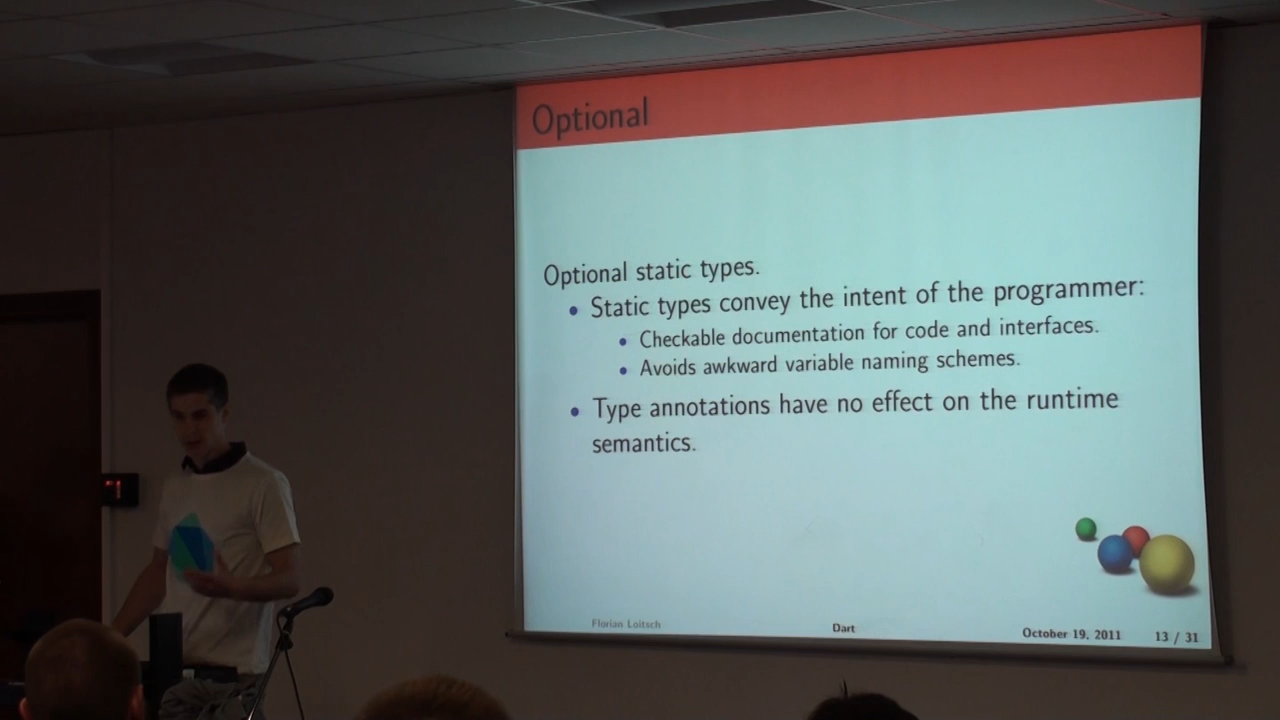 Optional
Optional static types.
Static types convey the intent of the programmer:
Checkable documentation for code and interfaces.
Avoids awkward variable naming schemes.
Type annotations have no effect on the runtime
semantics.
Florian Loitsch
Dart
October 19, 2011
13 / 31